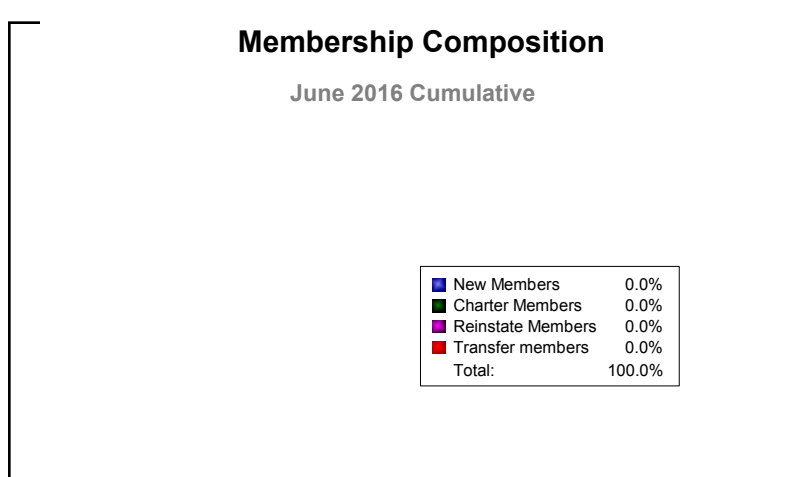 Membership Composition
June 2016 Cumulative
New Members 0.0%
Charter Members 0.0%
Reinstate Members 0.0%
Transfer members 0.0%
Total: 100.0%